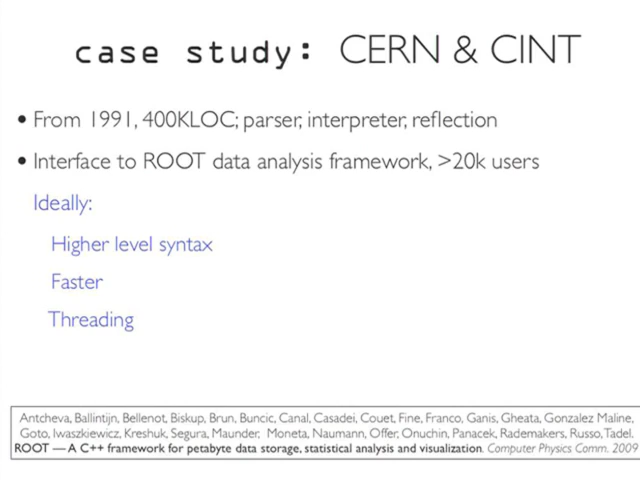 case study: CERN & CINT
• From 1991, 400KLOC; parser, interpreter, reflection
• Interface to ROOT data analysis framework, >20k users
Ideally:
Higher level syntax
Faster
Threading
Antcheva, Ballintijn, Bellenot, Biskup, Brun, Buncic, Canal, Casadei, Couet, Fine, Franco, Ganis, Gheata, Gonzalez Maline,
Goto, Iwaszkiewicz, Kreshuk, Segura, Maunder, Moneta, Naumann, Offer, Onuchin, Panacek, Rademakers, Russo, Tadel.
ROOT — A C++ framework for petabyte data storage, statistical analysis and visualization. Computer Physics Comm. 2009